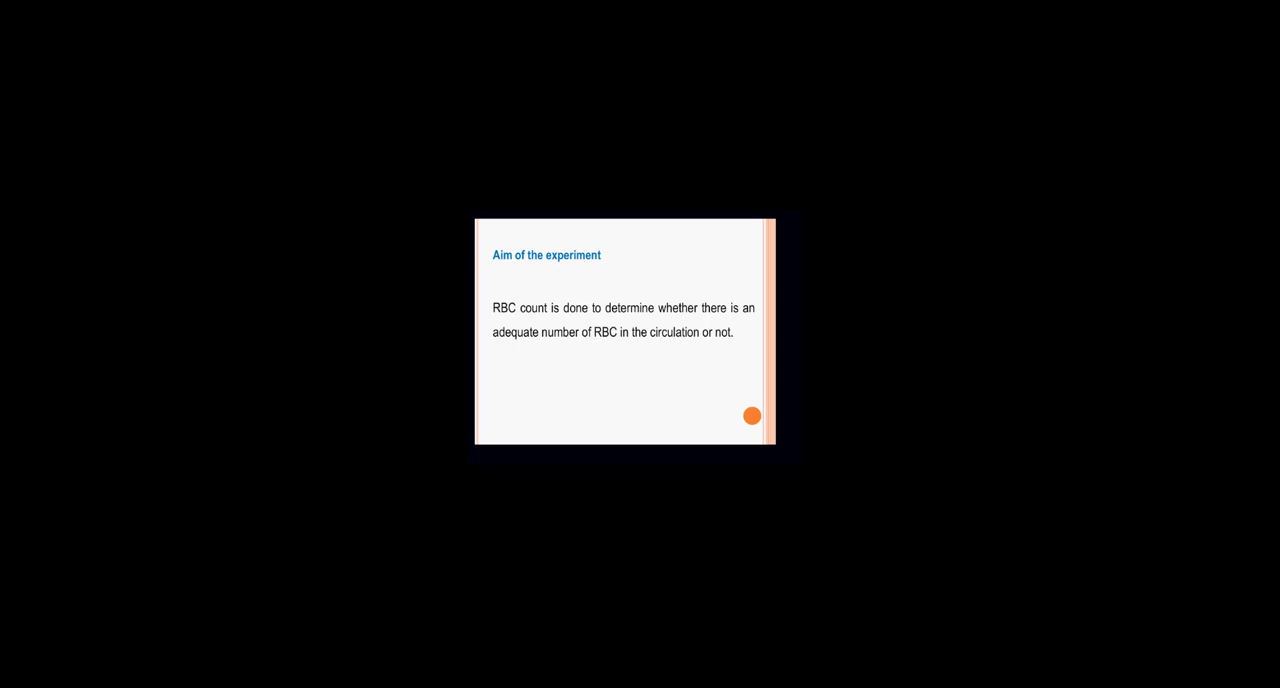 Aim of the experiment
RBC count is done to determine whether there is an
adequate number of RBC in the circulation or not.